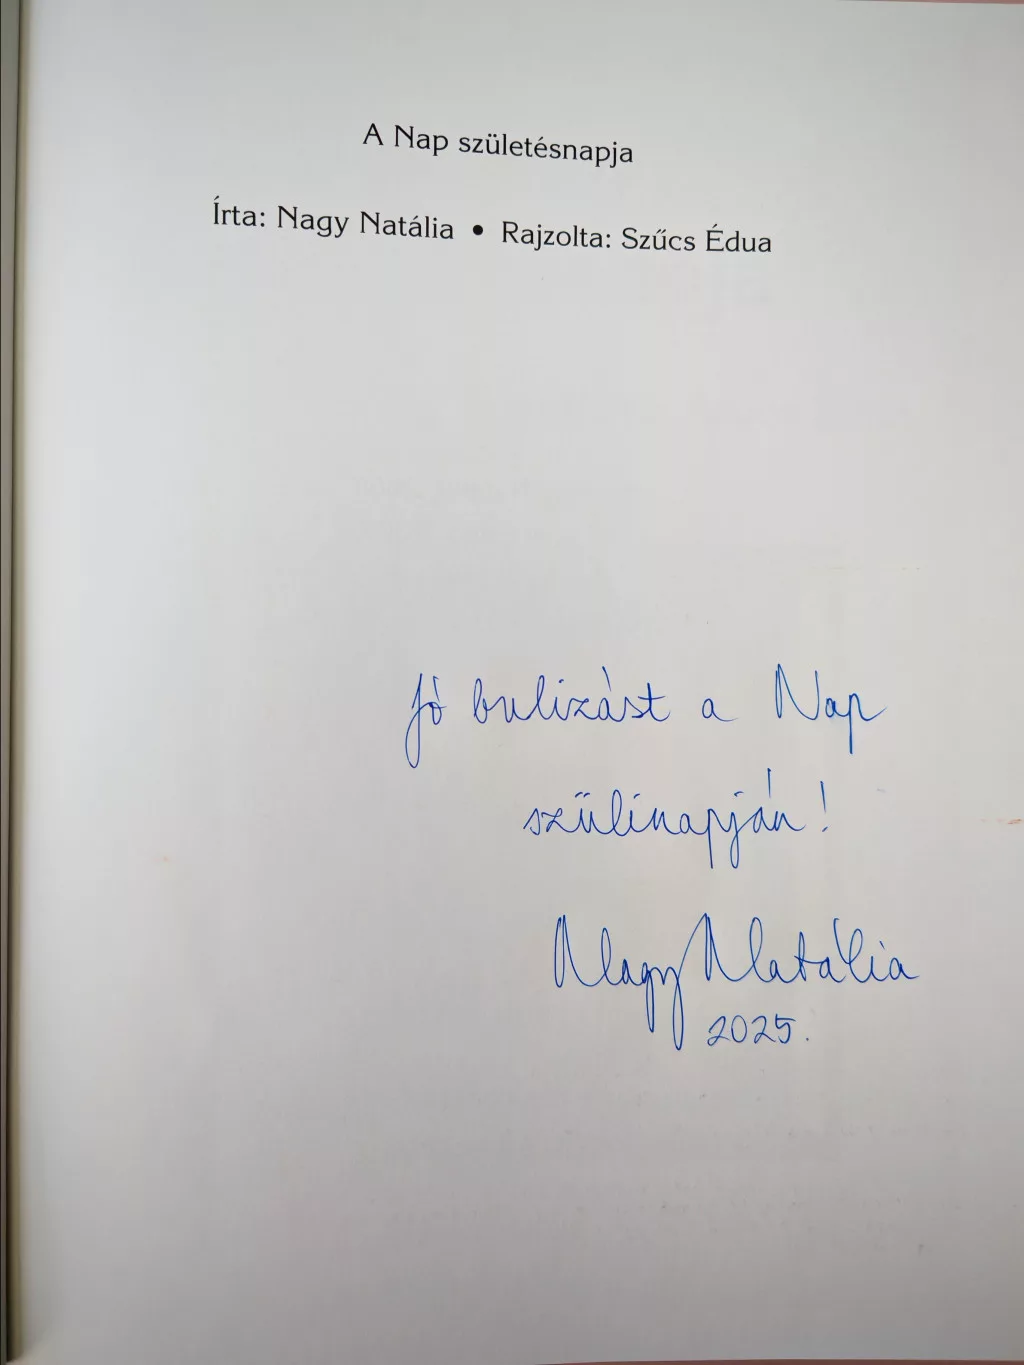 A Nap születésnapja
Írta: Nagy Natália • Rajzolta: Szűcs Édua
Jó bulizást a Nap
szülinapján!
Nagy Natália
2025.